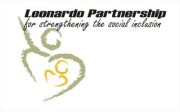 Leonardo Partnership
for strengthening the social inclusion